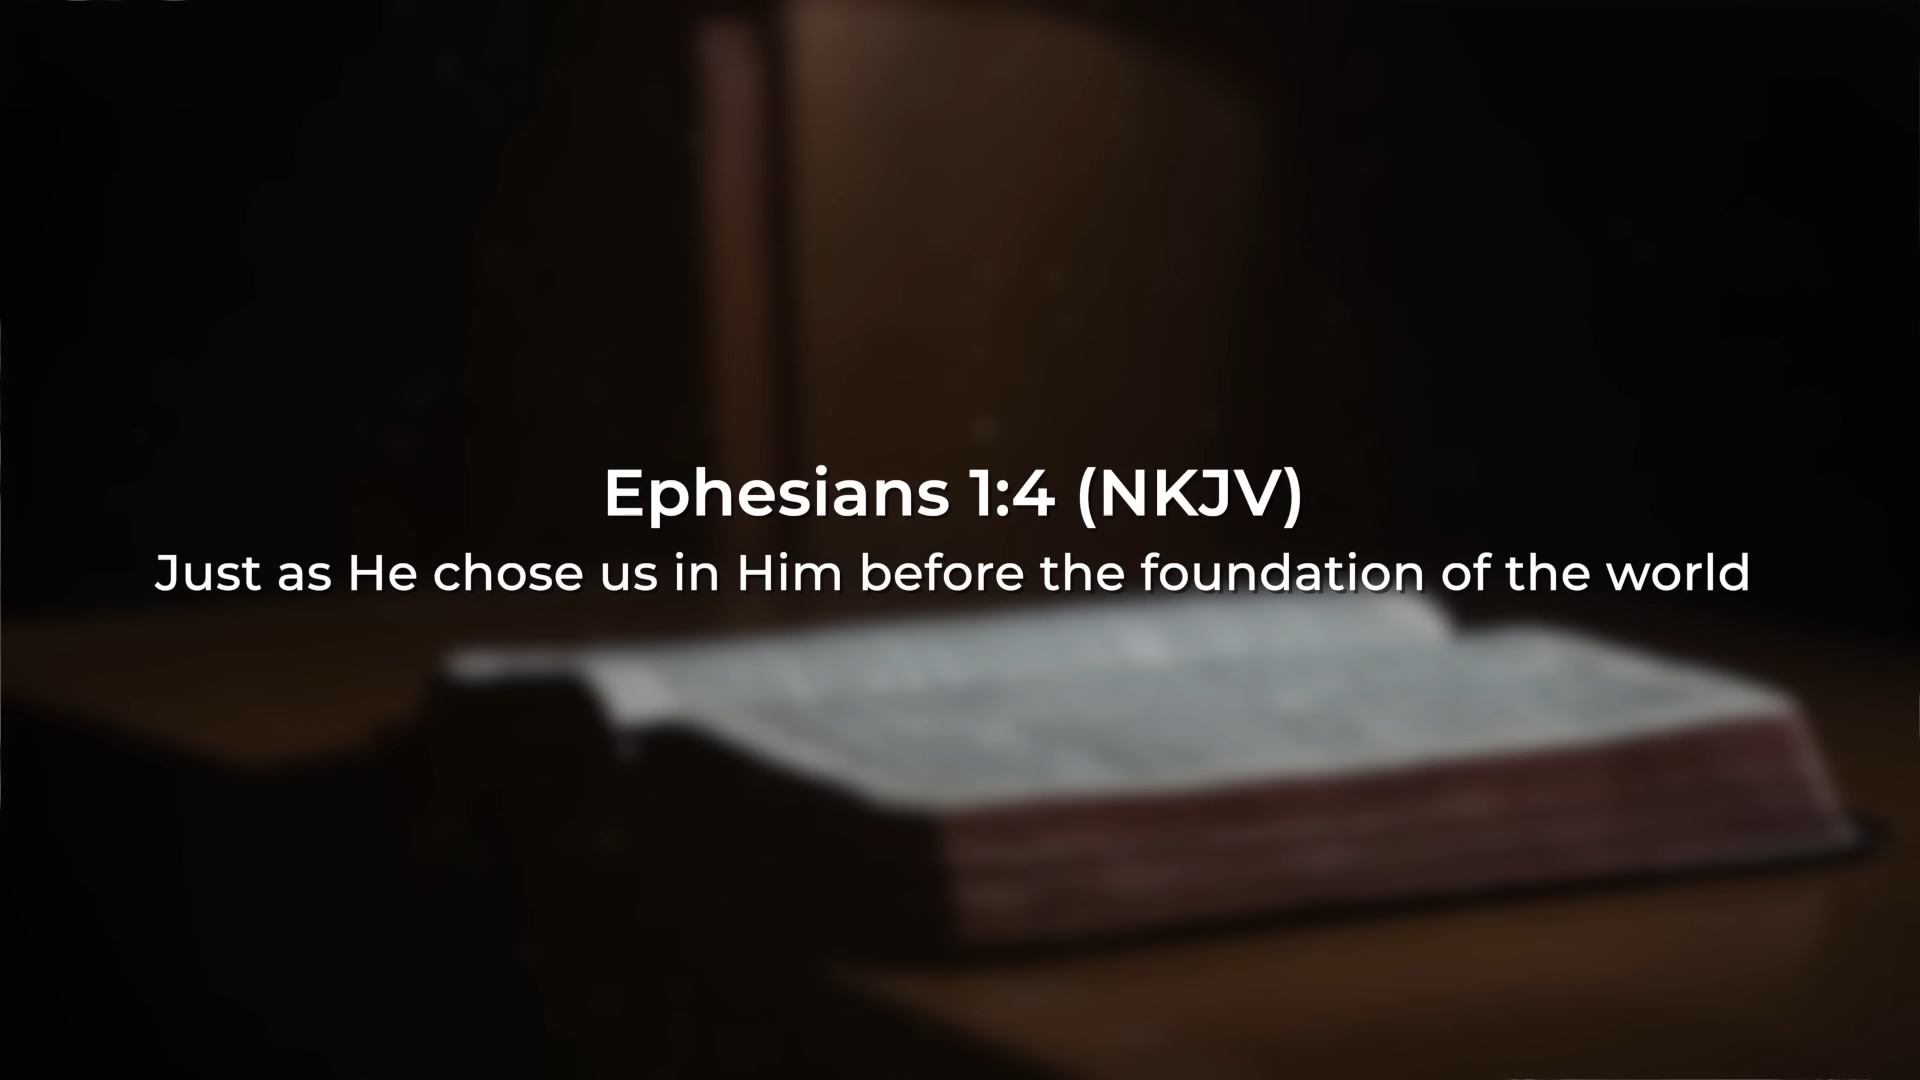 Ephesians 1:4 (NKJV)
Just as He chose us in Him before the foundation of the world